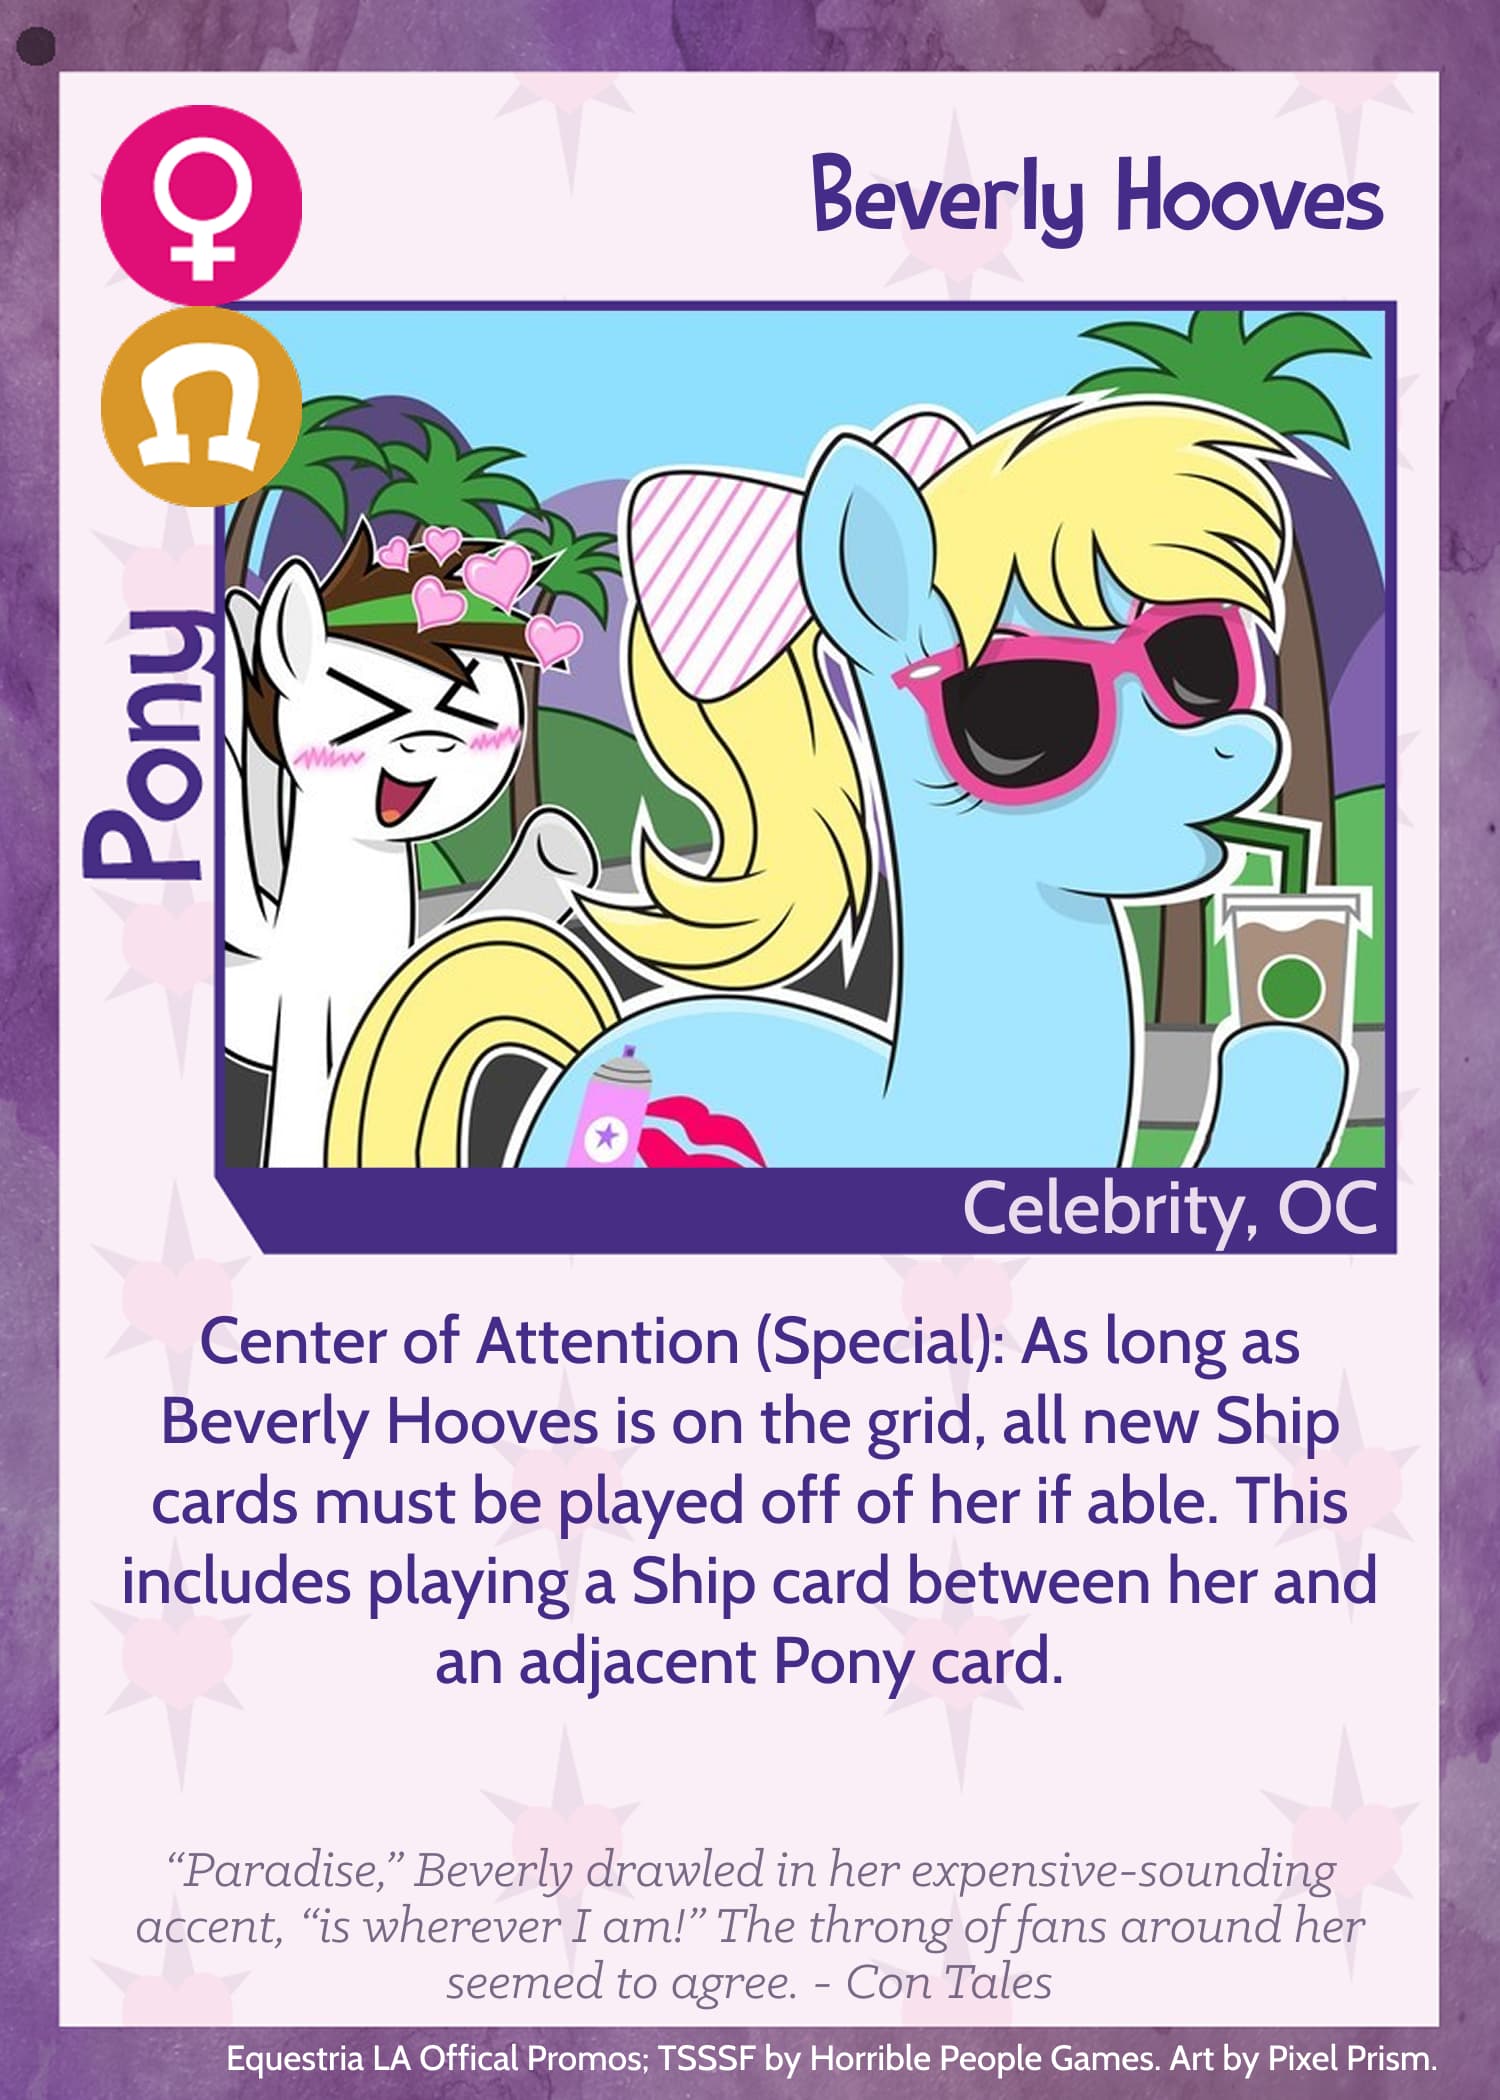 Beverly Hooves
Pony
Celebrity, OC
Center of Attention (Special): As long as
Beverly Hooves is on the grid, all new Ship
cards must be played off of her if able. This
includes playing a Ship card between her and
an adjacent Pony card.
“Paradise,” Beverly drawled in her expensive-sounding
accent, “is wherever I am!” The throng of fans around her
seemed to agree. - Con Tales
Equestria LA Offical Promos; TSSSF by Horrible People Games. Art by Pixel Prism.